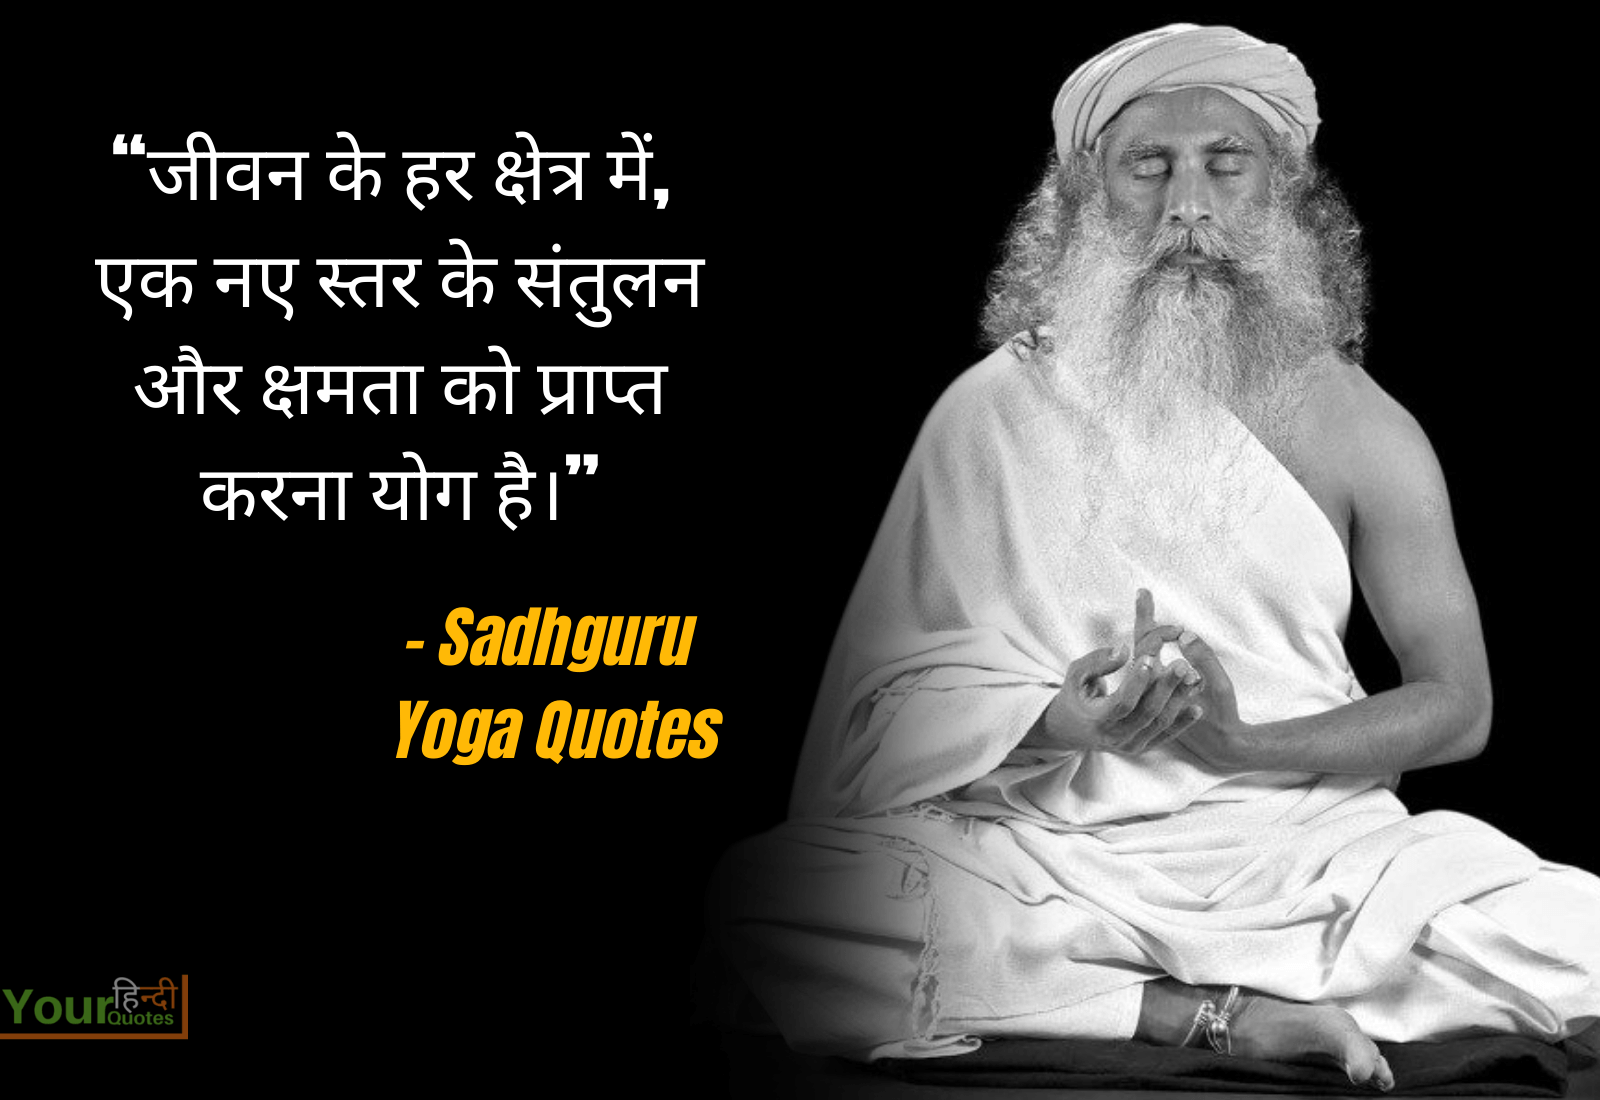 “जीवन के हर क्षेत्र में,
एक नए स्तर के संतुलन
और क्षमता को प्राप्त
करना योग है।”
- Sadhguru
Yoga Quotes
Your हिन्दी
Quotes